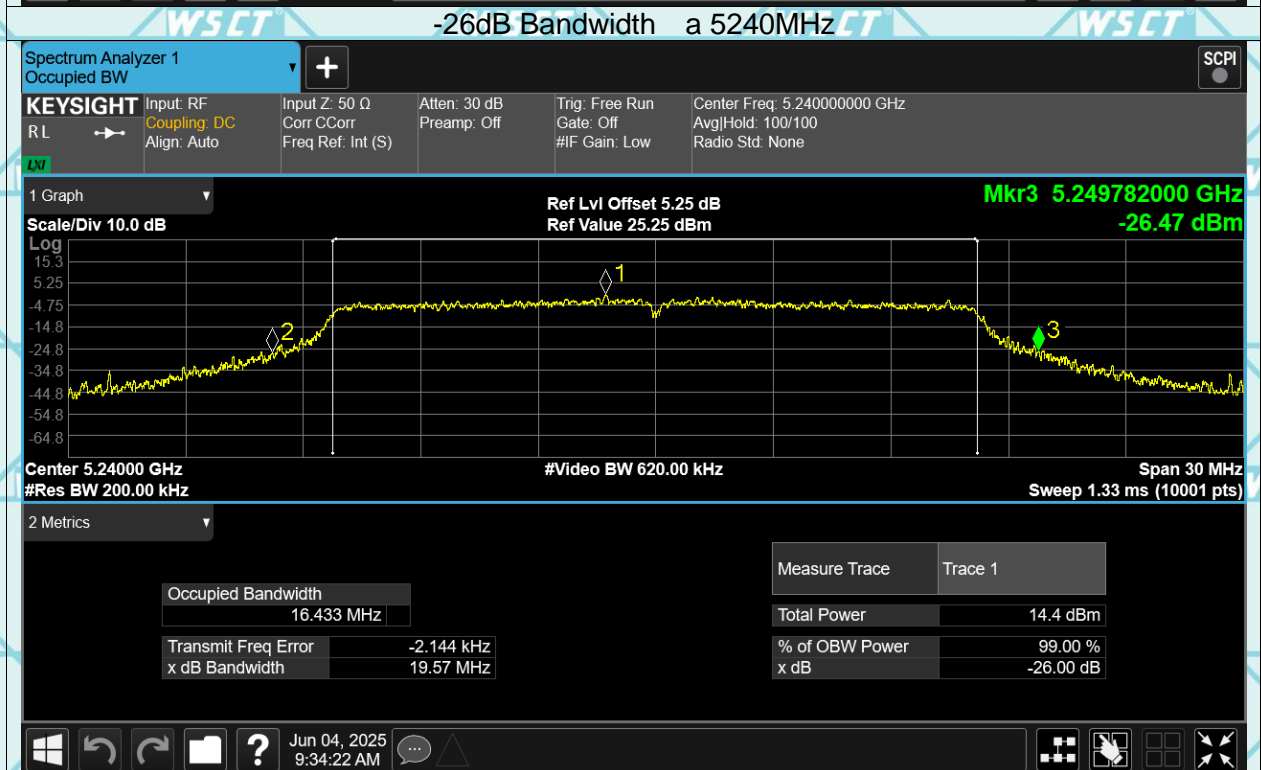 WSCT
-26dB Bandwidth a 5240MHz
WSCT
WSCT
Spectrum Analyzer 1
Occupied BW
+
SCPI
KEYSIGHT
RL
LXI
Input: RF
Coupling: DC
Align: Auto
Input Z: 50 Ω
Corr CCorr
Freq Ref: Int (S)
Atten: 30 dB
Preamp: Off
Trig: Free Run
Gate: Off
#IF Gain: Low
Center Freq: 5.240000000 GHz
Avg|Hold: 100/100
Radio Std: None
1 Graph
Scale/Div 10.0 dB
Ref Lvl Offset 5.25 dB
Ref Value 25.25 dBm
Mkr3 5.249782000 GHz
-26.47 dBm
Log
15.3
5.25
-4.75
-14.8
-24.8
-34.8
-44.8
-54.8
-64.8
1
2
3
Center 5.24000 GHz
#Res BW 200.00 kHz
#Video BW 620.00 kHz
Span 30 MHz
Sweep 1.33 ms (10001 pts)
2 Metrics
Occupied Bandwidth
16.433 MHz
Transmit Freq Error -2.144 kHz
x dB Bandwidth 19.57 MHz
Measure Trace Trace 1
Total Power 14.4 dBm
% of OBW Power 99.00 %
x dB -26.00 dB
?
Jun 04, 2025
9:34:22 AM